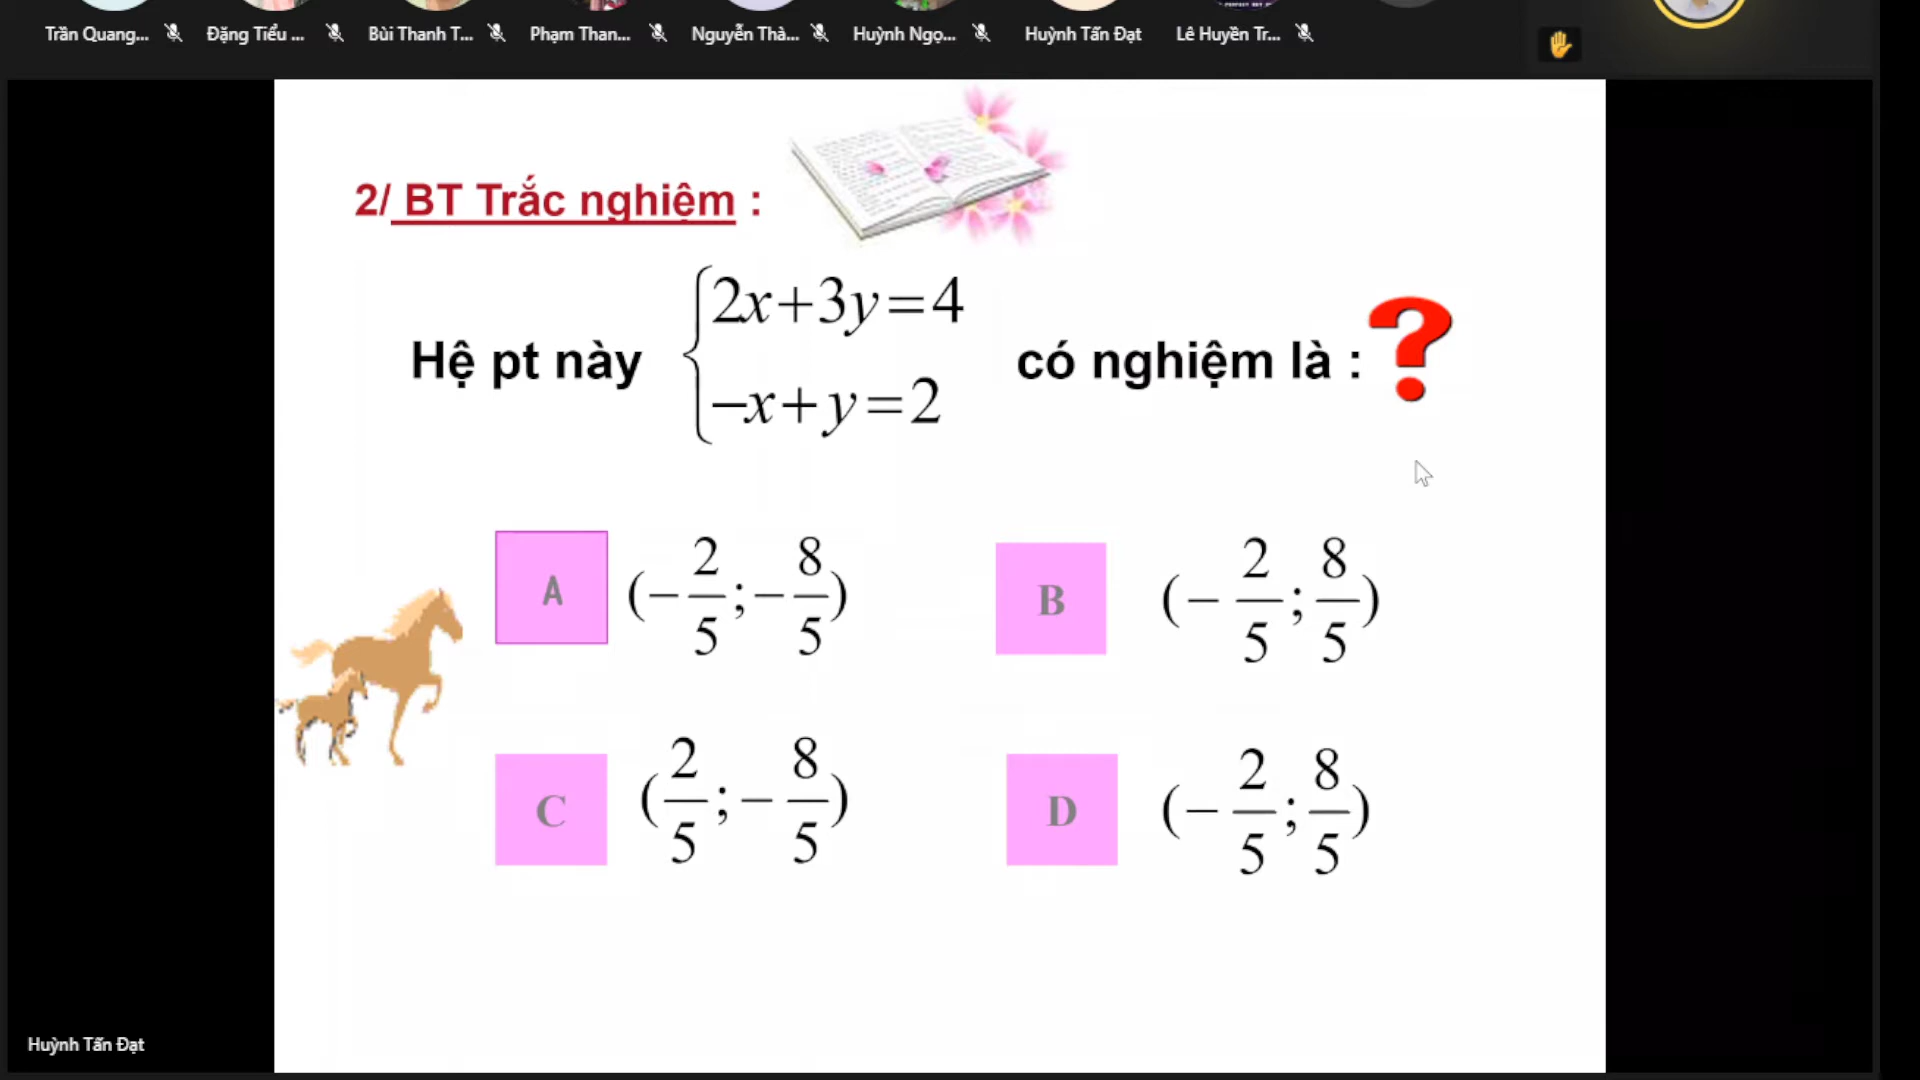 Trần Quang... Đặng Tiểu ... Bùi Thanh T... Phạm Than... Nguyễn Thà... Huỳnh Ngọ... Huỳnh Tấn Đạt Lê Huyền Tr...
2/ BT Trắc nghiệm :
2x+3y=4
Hệ pt này có nghiệm là : ?
-x+y=2
A (-2/5;-8/5) B (-2/5;8/5)
C (2/5;-8/5) D (-2/5;8/5)
Huỳnh Tấn Đạt